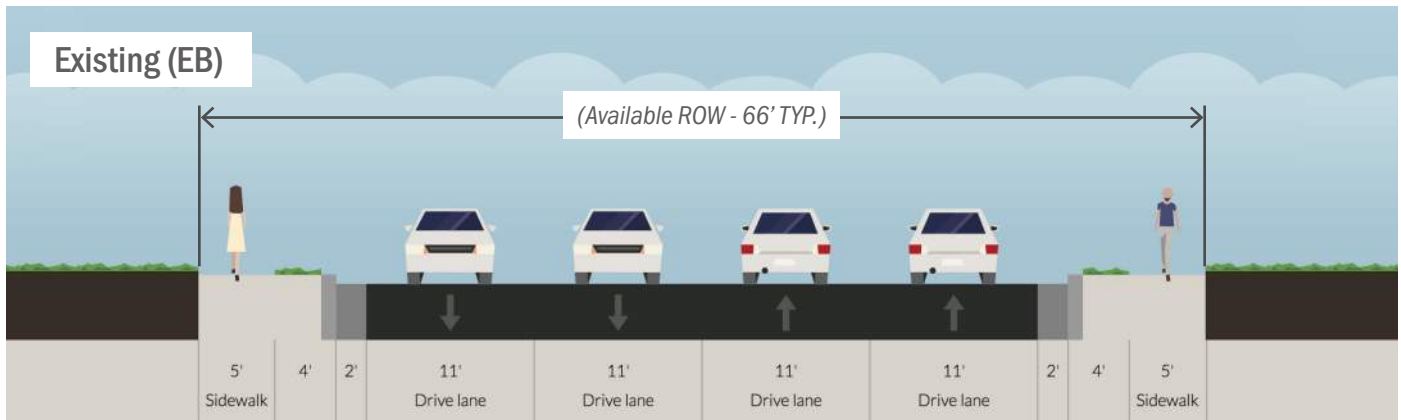 Existing (EB)
(Available ROW - 66' TYP.)
5' 4' 2' 11' 11' 11' 11' 2' 4' 5'
Sidewalk Drive lane Drive lane Drive lane Drive lane Sidewalk